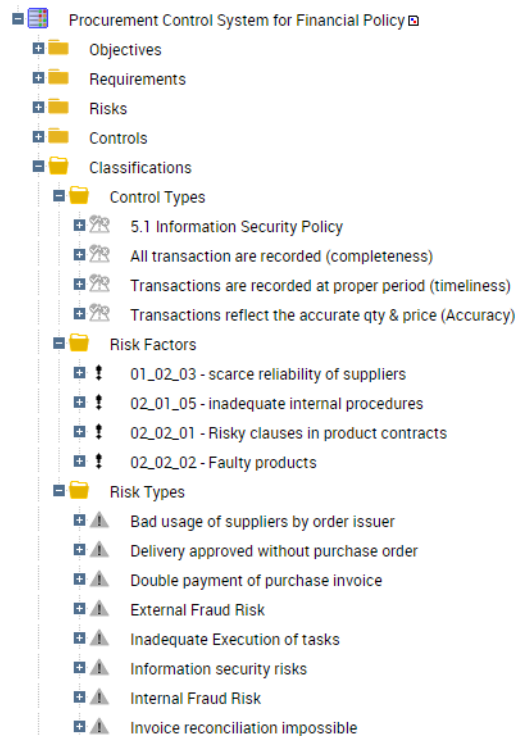 Procurement Control System for Financial Policy
Objectives
Requirements
Risks
Controls
Classifications
Control Types
5.1 Information Security Policy
All transaction are recorded (completeness)
Transactions are recorded at proper period (timeliness)
Transactions reflect the accurate qty & price (Accuracy)
Risk Factors
01_02_03 - scarce reliability of suppliers
02_01_05 - inadequate internal procedures
02_02_01 - Risky clauses in product contracts
02_02_02 - Faulty products
Risk Types
Bad usage of suppliers by order issuer
Delivery approved without purchase order
Double payment of purchase invoice
External Fraud Risk
Inadequate Execution of tasks
Information security risks
Internal Fraud Risk
Invoice reconciliation impossible